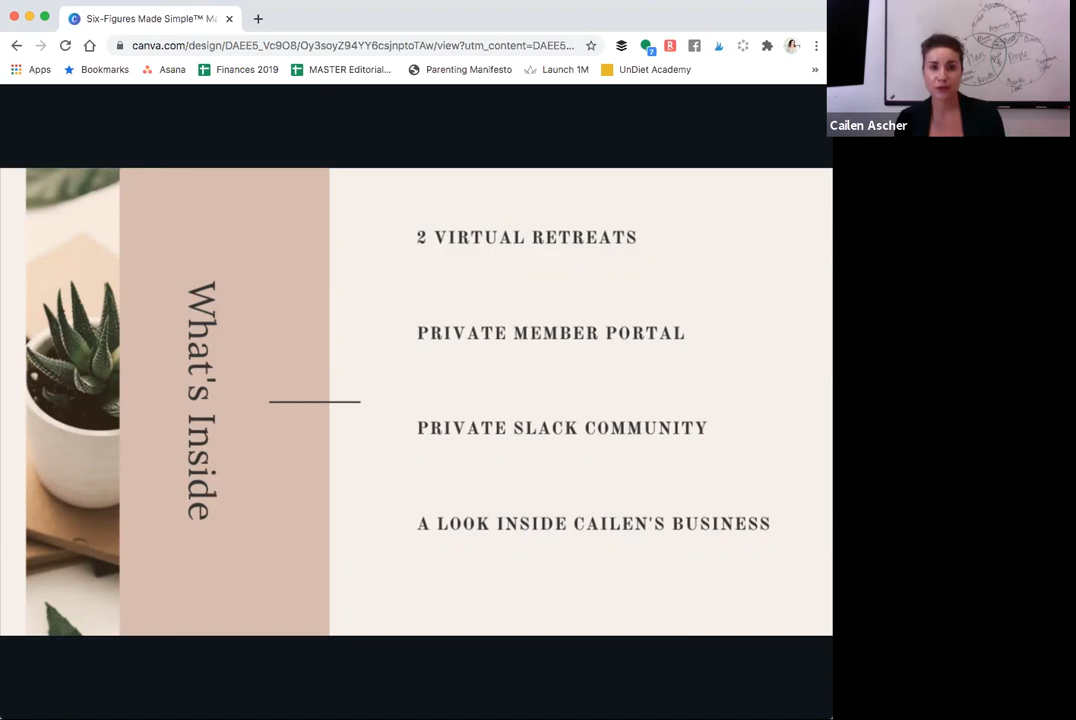 Six-Figures Made Simple™ Ma
canva.com/design/DAEE5_Vc9O8/Oy3soyZ94YY6csjnptoTAw/view?utm_content=DAEE5...
Apps
Bookmarks
Asana
Finances 2019
MASTER Editorial...
Parenting Manifesto
Launch 1M
UnDiet Academy
»
Cailen Ascher
What's Inside
2 VIRTUAL RETREATS
PRIVATE MEMBER PORTAL
PRIVATE SLACK COMMUNITY
A LOOK INSIDE CAILEN'S BUSINESS